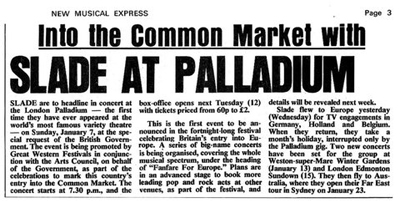 NEW MUSICAL EXPRESS
Page 3
Into the Common Market with
SLADE AT PALLADIUM
SLADE are to headline in concert at
the London Palladium — the first
time they have ever appeared at the
world's most famous variety theatre
— on Sunday, January 7, at the spe-
cial request of the British Govern-
ment. The event is being promoted by
Great Western Festivals in conjunc-
tion with the Arts Council, on behalf
of the Government, as part of the
celebrations to mark this country's
entry into the Common Market. The
concert starts at 7.30 p.m., and the
box-office opens next Tuesday (12)
with tickets priced from 60p to £2.
This is the first event to be an-
nounced in the fortnight-long festival
celebrating Britain's entry into Eu-
rope. A series of big-name concerts
is being organised, covering the whole
musical spectrum, under the heading
of "Fanfare For Europe." Plans are
in an advanced stage to book more
leading pop and rock acts at other
venues, as part of the festival, and
details will be revealed next week.
Slade flew to Europe yesterday
(Wednesday) for TV engagements in
Germany, Holland and Belgium.
When they return, they take a
month's holiday, interrupted only by
the Palladium gig. Two new concerts
have been set for the group at
Weston-super-Mare Winter Gardens
(January 13) and London Edmonton
Sundown (15). They then fly to Aus-
tralia, where they open their Far East
tour in Sydney on January 23.